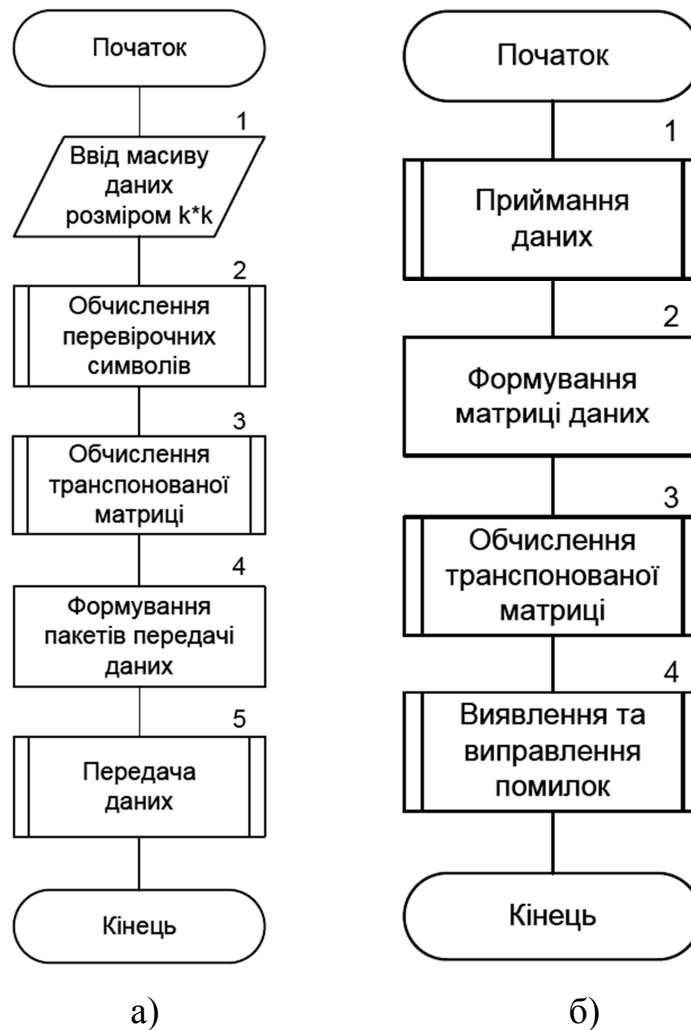 Початок
1
Ввід масиву
даних
розміром k*k
2
Обчислення
перевірочних
символів
3
Обчислення
транспонованої
матриці
4
Формування
пакетів передачі
даних
5
Передача
даних
Кінець
а)
Початок
1
Приймання
даних
2
Формування
матриці даних
3
Обчислення
транспонованої
матриці
4
Виявлення та
виправлення
помилок
Кінець
б)